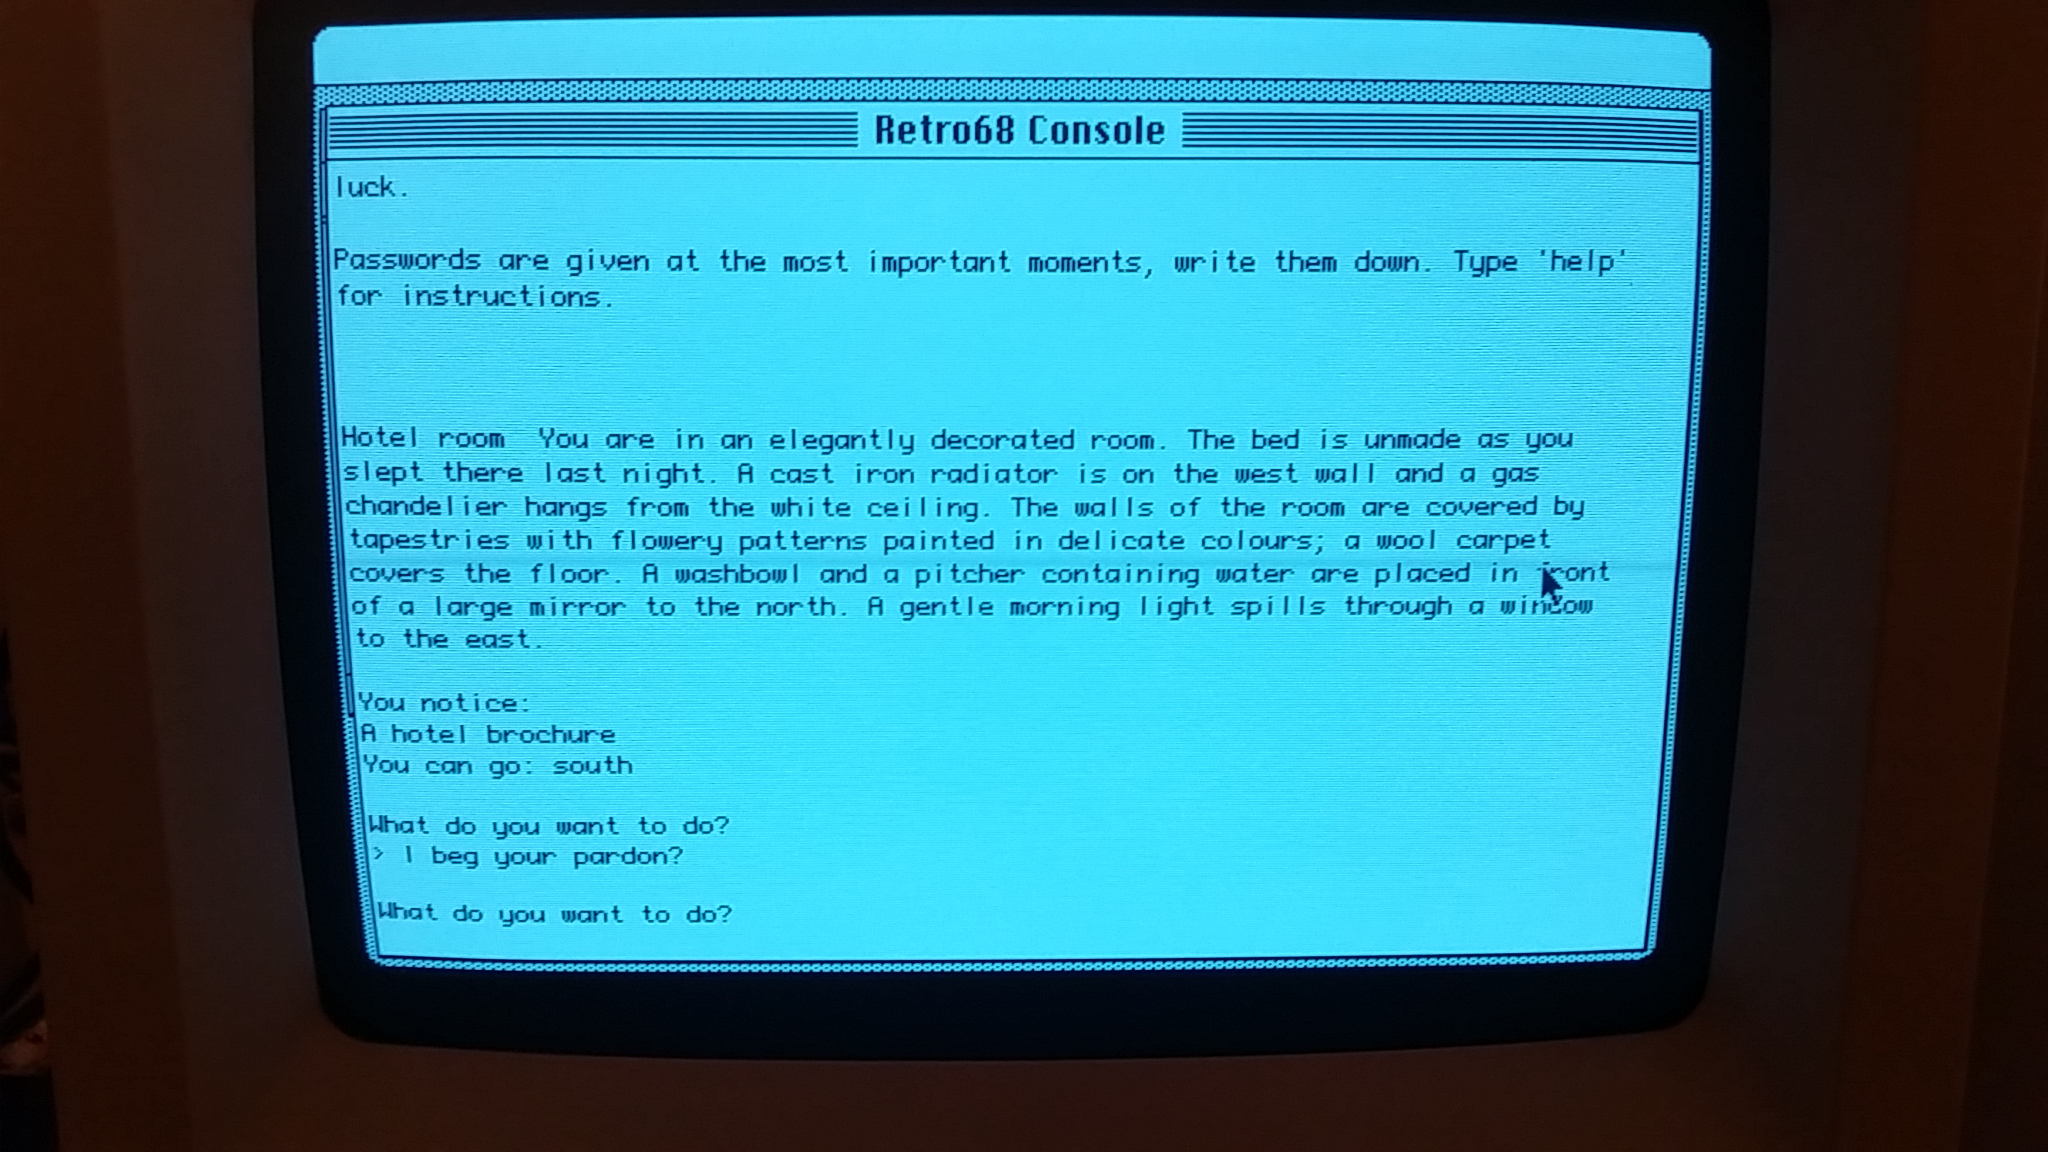 Retro68 Console
luck.
Passwords are given at the most important moments, write them down. Type 'help'
for instructions.
Hotel room  You are in an elegantly decorated room. The bed is unmade as you
slept there last night. A cast iron radiator is on the west wall and a gas
chandelier hangs from the white ceiling. The walls of the room are covered by
tapestries with flowery patterns painted in delicate colours; a wool carpet
covers the floor. A washbowl and a pitcher containing water are placed in front
of a large mirror to the north. A gentle morning light spills through a window
to the east.
You notice:
A hotel brochure
You can go: south
What do you want to do?
> I beg your pardon?
What do you want to do?